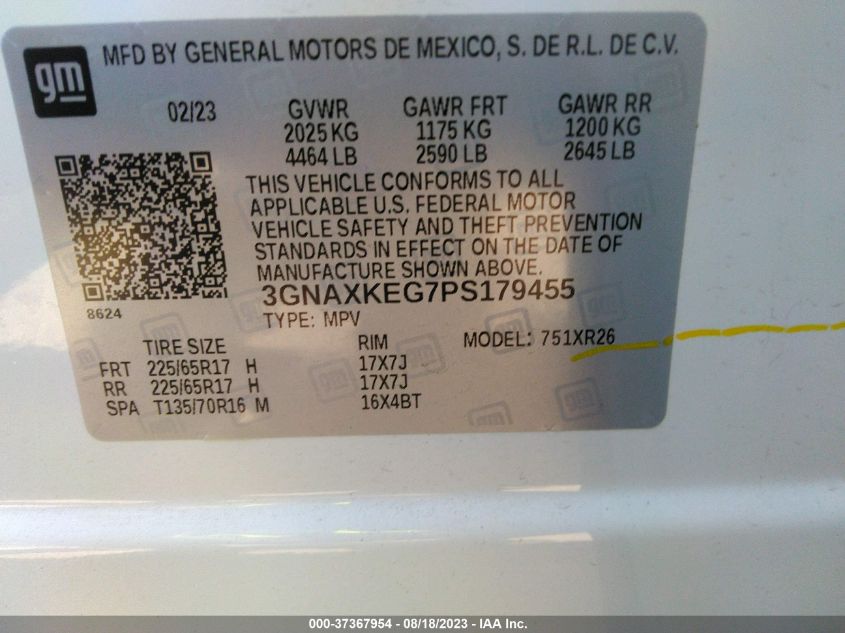 gm
MFD BY GENERAL MOTORS DE MEXICO, S. DE R.L. DE C.V.
02/23 GVWR GAWR FRT GAWR RR
2025 KG 1175 KG 1200 KG
4464 LB 2590 LB 2645 LB
THIS VEHICLE CONFORMS TO ALL
APPLICABLE U.S. FEDERAL MOTOR
VEHICLE SAFETY AND THEFT PREVENTION
STANDARDS IN EFFECT ON THE DATE OF
MANUFACTURE SHOWN ABOVE.
8624 3GNAXKEG7PS179455
TYPE: MPV
TIRE SIZE RIM MODEL: 751XR26
FRT 225/65R17 H 17X7J
RR 225/65R17 H 17X7J
SPA T135/70R16 M 16X4BT
000-37367954 - 08/18/2023 - IAA Inc.